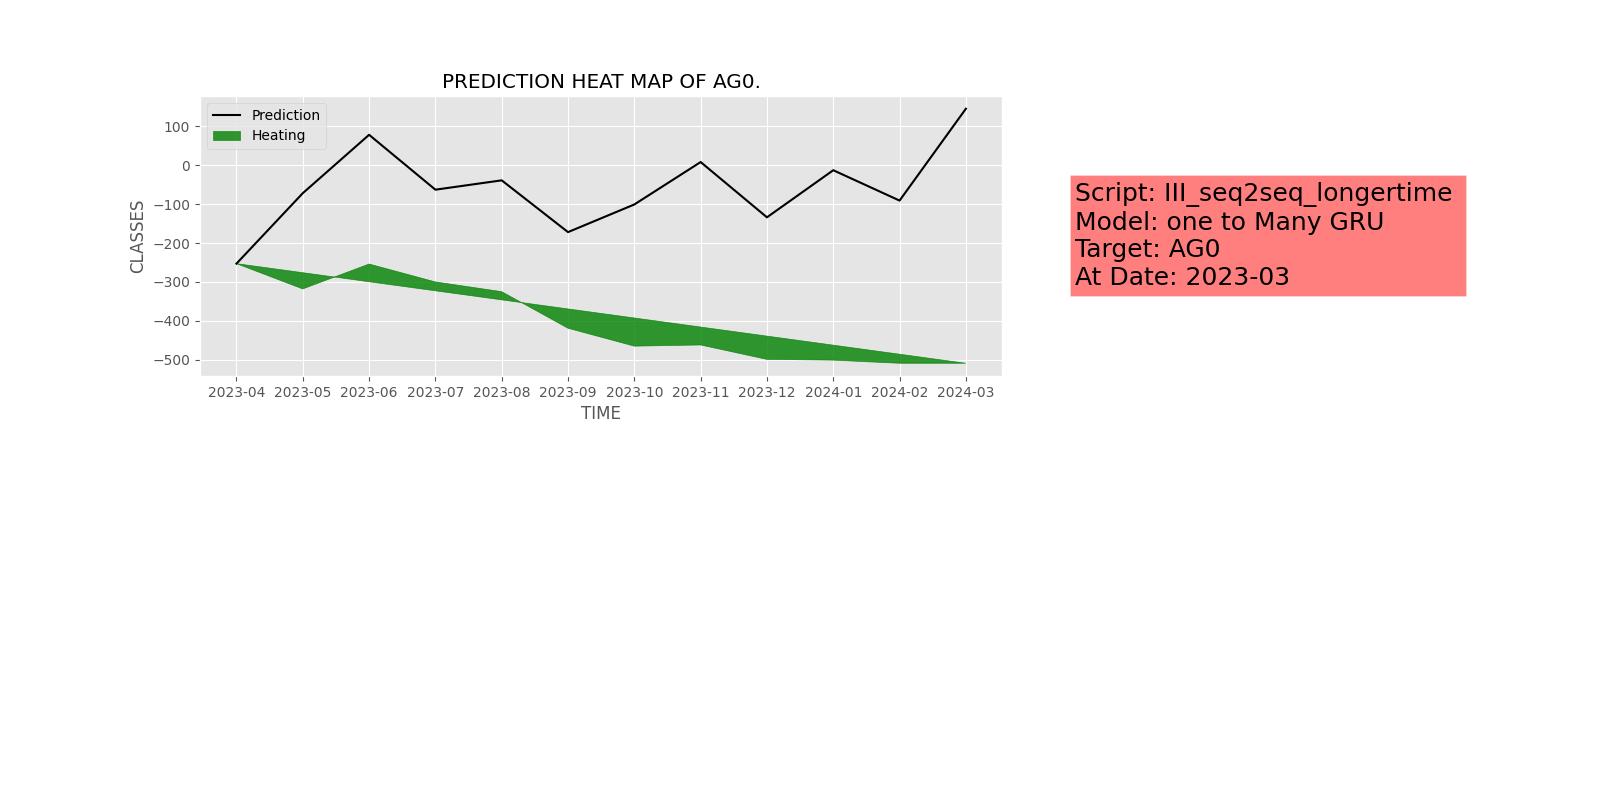 PREDICTION HEAT MAP OF AG0.
Prediction
Heating
100
0
−100
−200
−300
−400
−500
CLASSES
2023-04 2023-05 2023-06 2023-07 2023-08 2023-09 2023-10 2023-11 2023-12 2024-01 2024-02 2024-03
TIME
Script: III_seq2seq_longertime
Model: one to Many GRU
Target: AG0
At Date: 2023-03